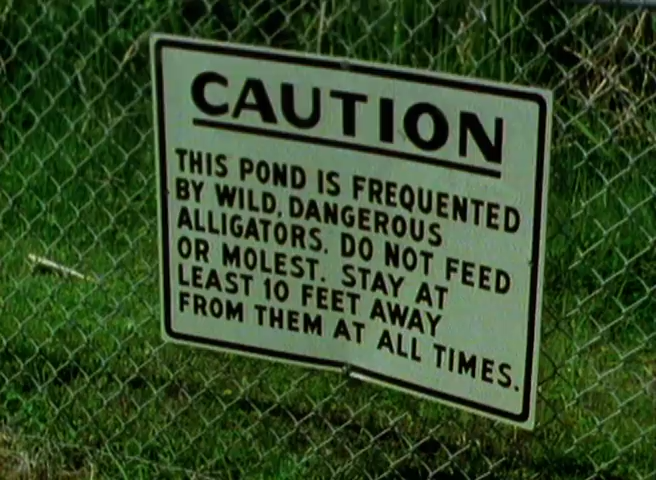 CAUTION
THIS POND IS FREQUENTED
BY WILD, DANGEROUS
ALLIGATORS. DO NOT FEED
OR MOLEST. STAY AT
LEAST 10 FEET AWAY
FROM THEM AT ALL TIMES.